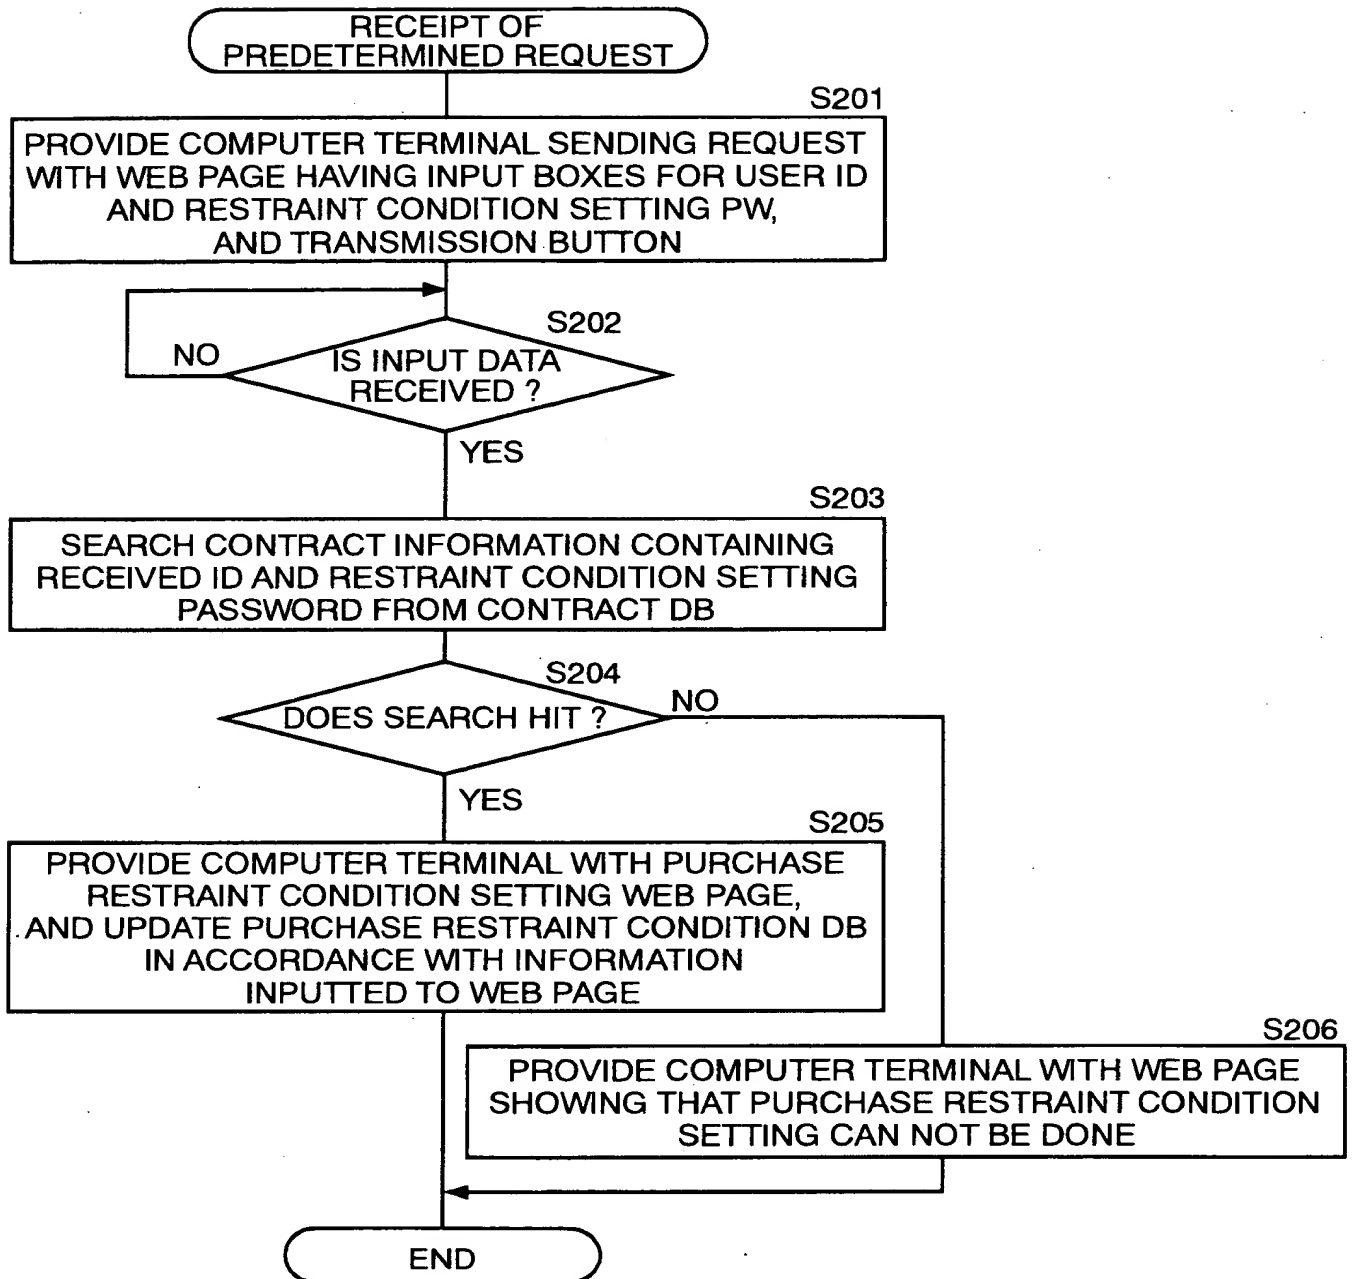 RECEIPT OF
PREDETERMINED REQUEST
S201
PROVIDE COMPUTER TERMINAL SENDING REQUEST
WITH WEB PAGE HAVING INPUT BOXES FOR USER ID
AND RESTRAINT CONDITION SETTING PW,
AND TRANSMISSION BUTTON
S202
NO
IS INPUT DATA
RECEIVED ?
YES
S203
SEARCH CONTRACT INFORMATION CONTAINING
RECEIVED ID AND RESTRAINT CONDITION SETTING
PASSWORD FROM CONTRACT DB
S204
NO
DOES SEARCH HIT ?
YES
S205
PROVIDE COMPUTER TERMINAL WITH PURCHASE
RESTRAINT CONDITION SETTING WEB PAGE,
AND UPDATE PURCHASE RESTRAINT CONDITION DB
IN ACCORDANCE WITH INFORMATION
INPUTTED TO WEB PAGE
S206
PROVIDE COMPUTER TERMINAL WITH WEB PAGE
SHOWING THAT PURCHASE RESTRAINT CONDITION
SETTING CAN NOT BE DONE
END